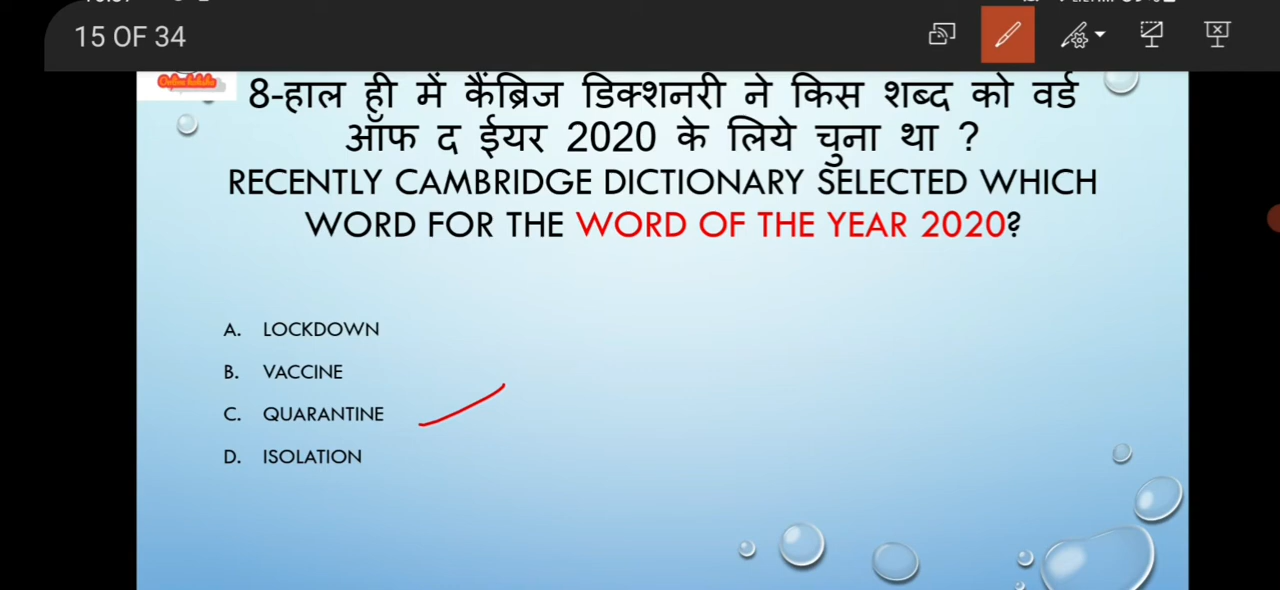 15 OF 34
8-हाल ही में कैंब्रिज डिक्शनरी ने किस शब्द को वर्ड
ऑफ द ईयर 2020 के लिये चुना था ?
RECENTLY CAMBRIDGE DICTIONARY SELECTED WHICH
WORD FOR THE WORD OF THE YEAR 2020?
A. LOCKDOWN
B. VACCINE
C. QUARANTINE
D. ISOLATION